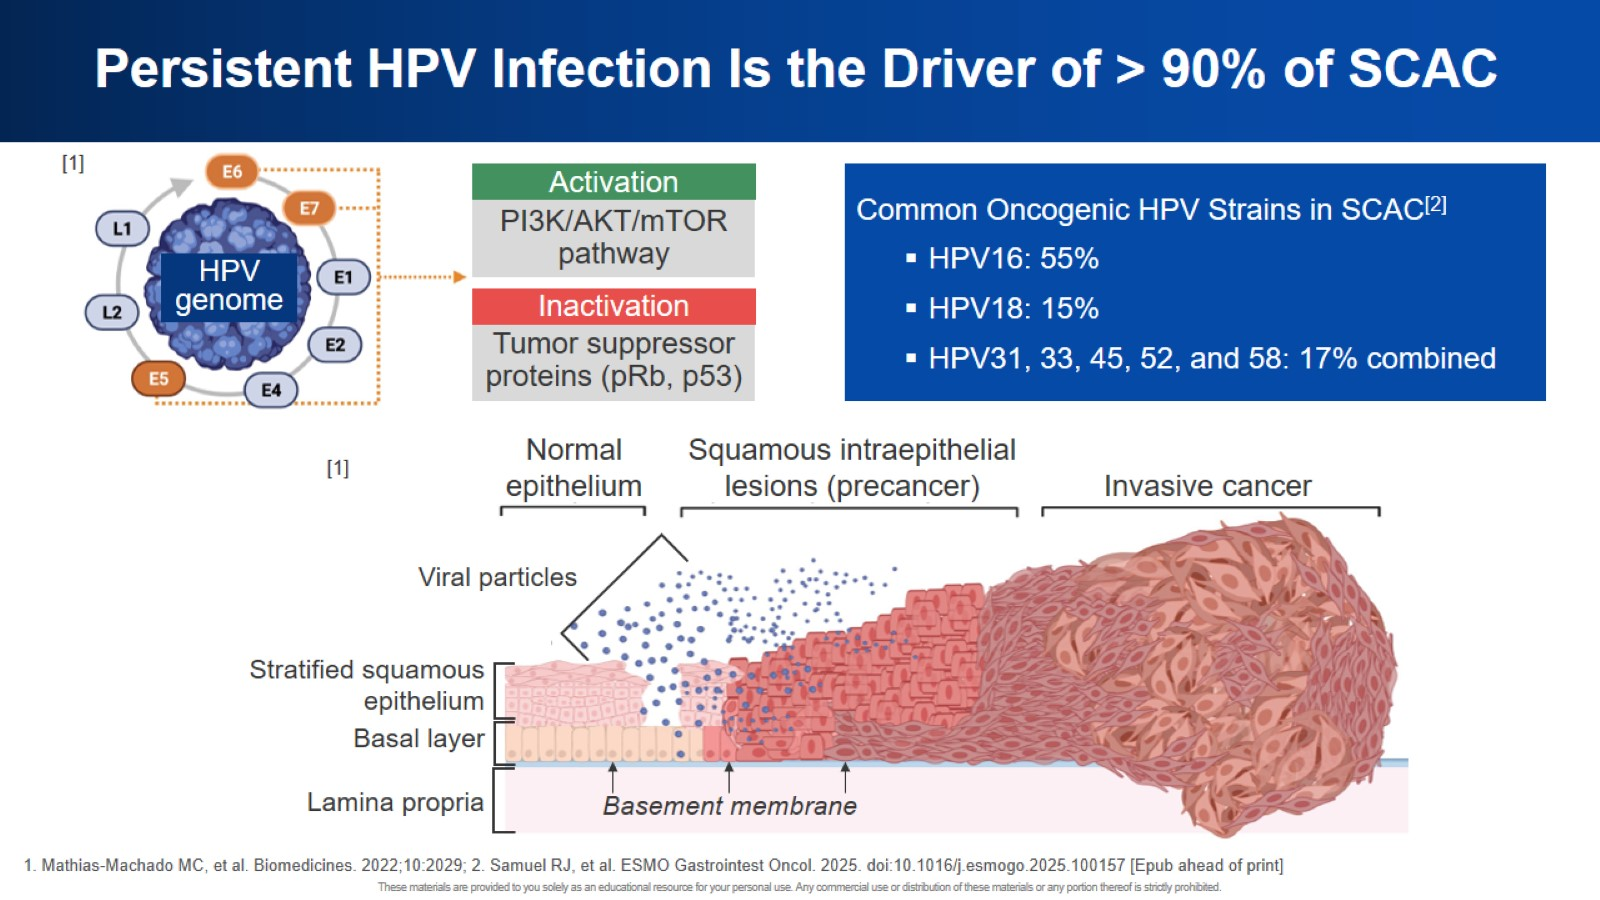 Persistent HPV Infection Is the Driver of > 90% of SCAC
[1]
E6
E7
L1
HPV
genome
E1
L2
E2
E5
E4
Activation
PI3K/AKT/mTOR
pathway
Inactivation
Tumor suppressor
proteins (pRb, p53)
Common Oncogenic HPV Strains in SCAC[2]
▪ HPV16: 55%
▪ HPV18: 15%
▪ HPV31, 33, 45, 52, and 58: 17% combined
[1]
Normal
epithelium
Squamous intraepithelial
lesions (precancer)
Invasive cancer
Viral particles
Stratified squamous
epithelium
Basal layer
Lamina propria
Basement membrane
1. Mathias-Machado MC, et al. Biomedicines. 2022;10:2029; 2. Samuel RJ, et al. ESMO Gastrointest Oncol. 2025. doi:10.1016/j.esmogo.2025.100157 [Epub ahead of print]
These materials are provided to you solely as an educational resource for your personal use. Any commercial use or distribution of these materials or any portion thereof is strictly prohibited.